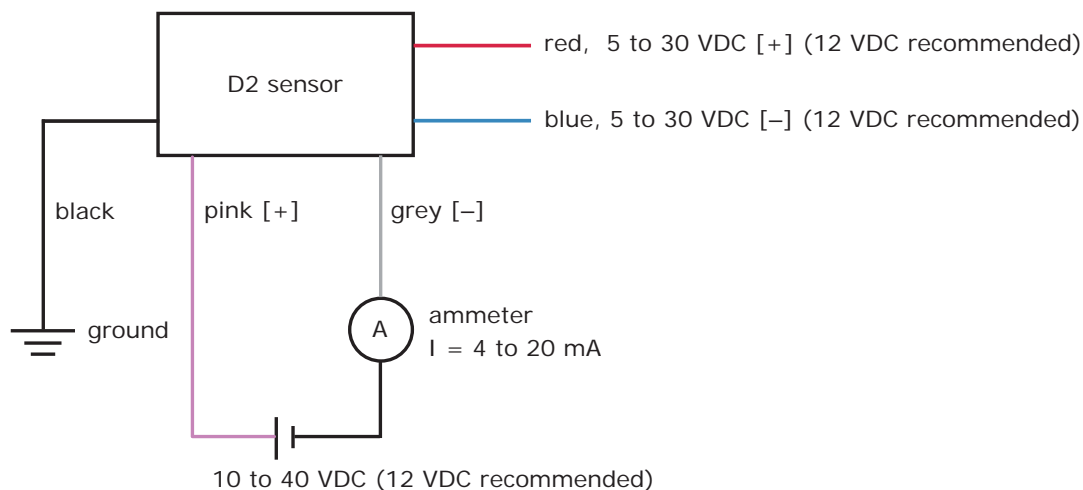 red, 5 to 30 VDC [+] (12 VDC recommended)
D2 sensor
blue, 5 to 30 VDC [–] (12 VDC recommended)
black
pink [+]
grey [–]
ground
A
ammeter
I = 4 to 20 mA
10 to 40 VDC (12 VDC recommended)